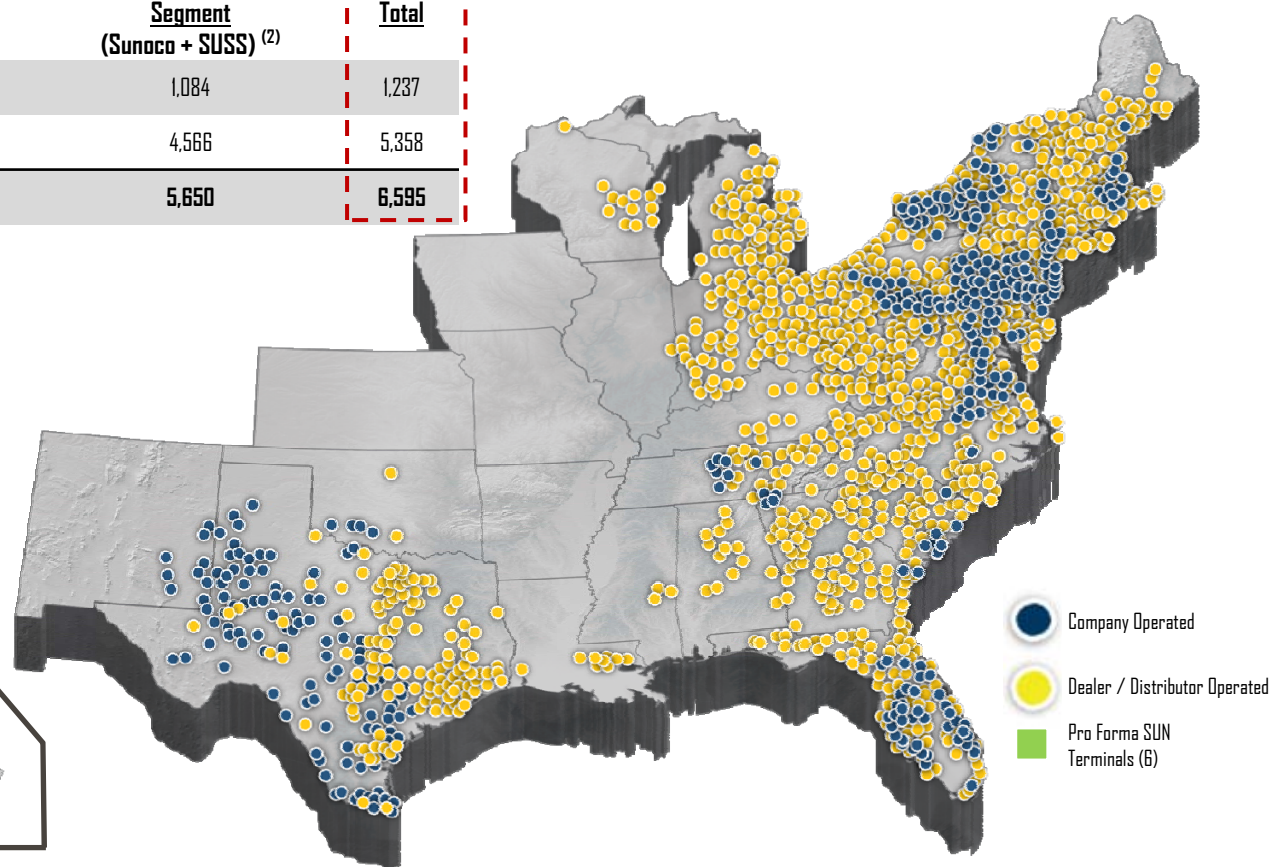 Segment Total
(Sunoco + SUSS) (2)
1,084 1,237
4,566 5,358
5,650 6,595
Company Operated
Dealer / Distributor Operated
Pro Forma SUN
Terminals (6)